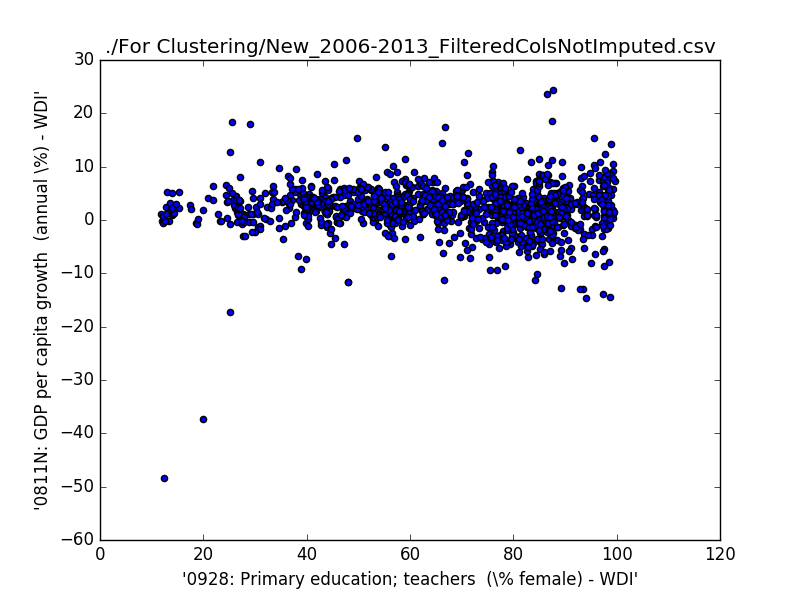 ./For Clustering/New_2006-2013_FilteredColsNotImputed.csv
30
20
10
0
−10
−20
−30
−40
−50
−60
'0811N: GDP per capita growth  (annual \%) - WDI'
0 20 40 60 80 100 120
'0928: Primary education; teachers  (\% female) - WDI'